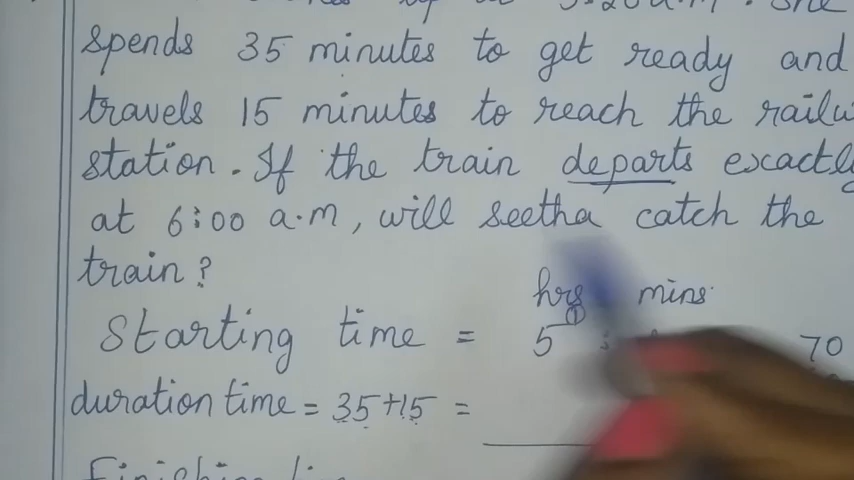 spends 35 minutes to get ready and
travels 15 minutes to reach the
station. If the train departs exactly
at 6:00 a.m, will seetha catch the
train?
hrs mins
Starting time = 5 1 : 70
duration time = 35+15 =